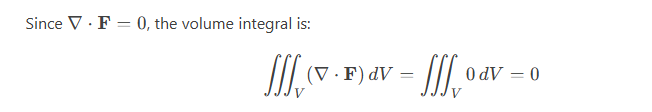 Since ∇ · F = 0, the volume integral is:
∭_V (∇ · F) dV = ∭_V 0 dV = 0